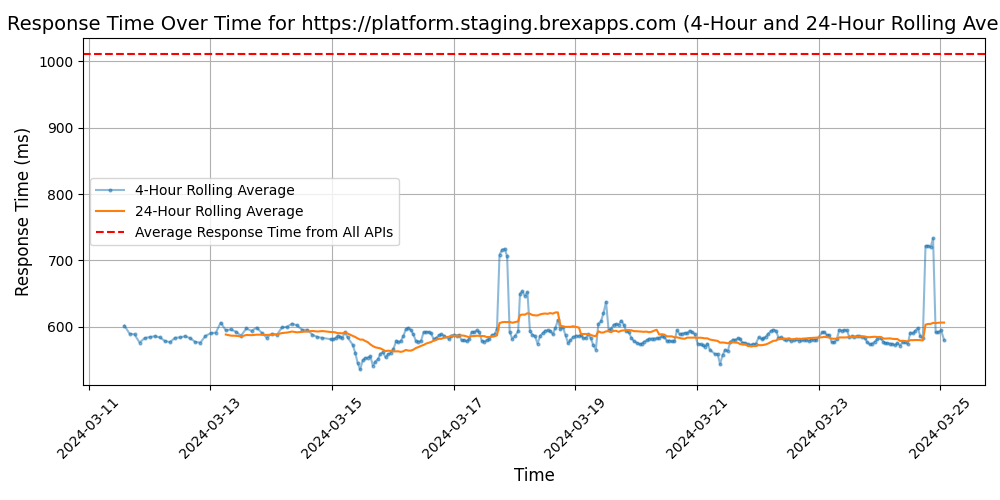 Response Time Over Time for https://platform.staging.brexapps.com (4-Hour and 24-Hour Rolling Ave
Response Time (ms)
1000
900
800
700
600
4-Hour Rolling Average
24-Hour Rolling Average
Average Response Time from All APIs
2024-03-11
2024-03-13
2024-03-15
2024-03-17
2024-03-19
2024-03-21
2024-03-23
2024-03-25
Time